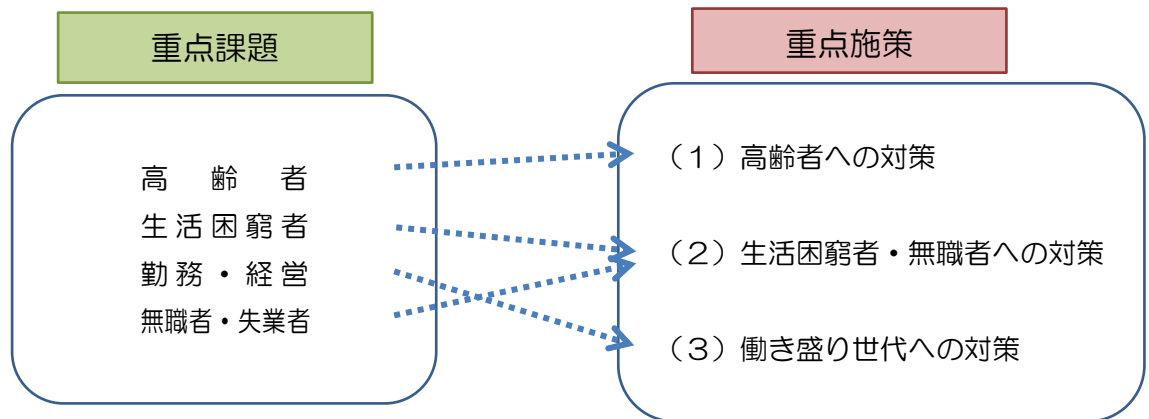 重点課題
高齢者
生活困窮者
勤務・経営
無職者・失業者
重点施策
（１）高齢者への対策
（２）生活困窮者・無職者への対策
（３）働き盛り世代への対策